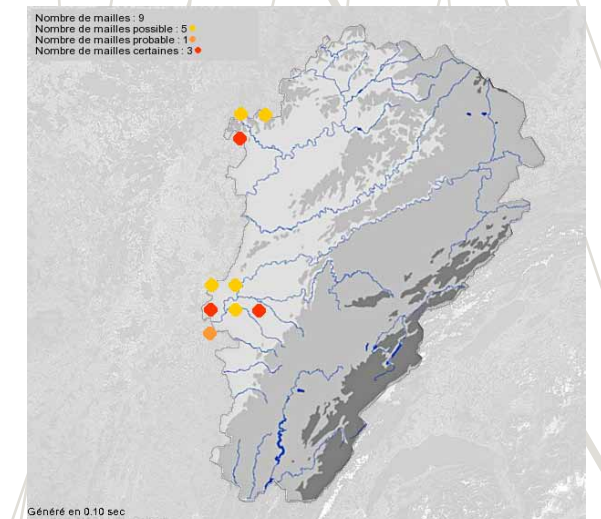 Nombre de mailles : 9
Nombre de mailles possible : 5
Nombre de mailles probable : 1
Nombre de mailles certaines : 3
Généré en 0.10 sec